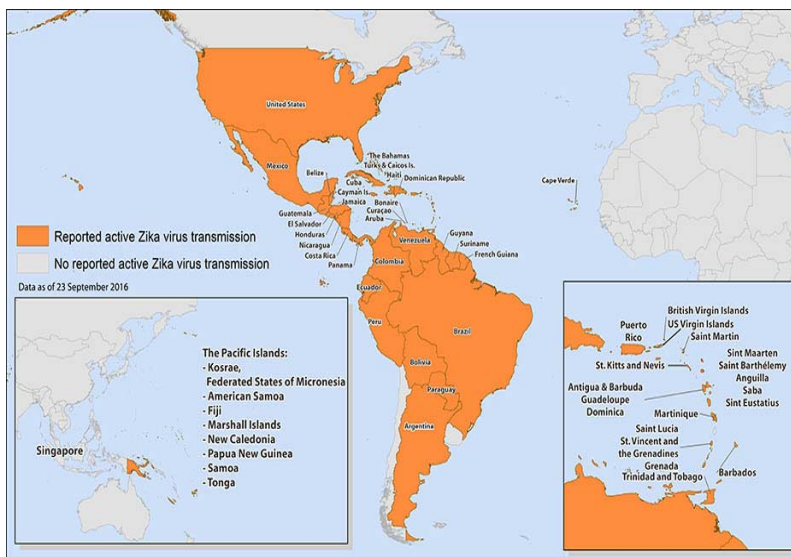 United States
Mexico
The Bahamas
Turks & Caicos Is.
Haiti
Dominican Republic
Belize
Cuba
Cayman Is.
Jamaica
Bonaire
Curaçao
Aruba
Cape Verde
Guatemala
El Salvador
Honduras
Nicaragua
Costa Rica
Panama
Guyana
Suriname
French Guiana
Venezuela
Colombia
Ecuador
Peru
Brazil
Bolivia
Paraguay
Argentina
Reported active Zika virus transmission
No reported active Zika virus transmission
Data as of 23 September 2016
The Pacific Islands:
- Kosrae,
Federated States of Micronesia
- American Samoa
- Fiji
- Marshall Islands
- New Caledonia
- Papua New Guinea
- Samoa
- Tonga
Singapore
British Virgin Islands
US Virgin Islands
Saint Martin
Puerto
Rico
St. Kitts and Nevis
Sint Maarten
Saint Barthélemy
Anguilla
Saba
Sint Eustatius
Antigua & Barbuda
Guadeloupe
Dominica
Martinique
Saint Lucia
St. Vincent and
the Grenadines
Grenada
Trinidad and Tobago
Barbados